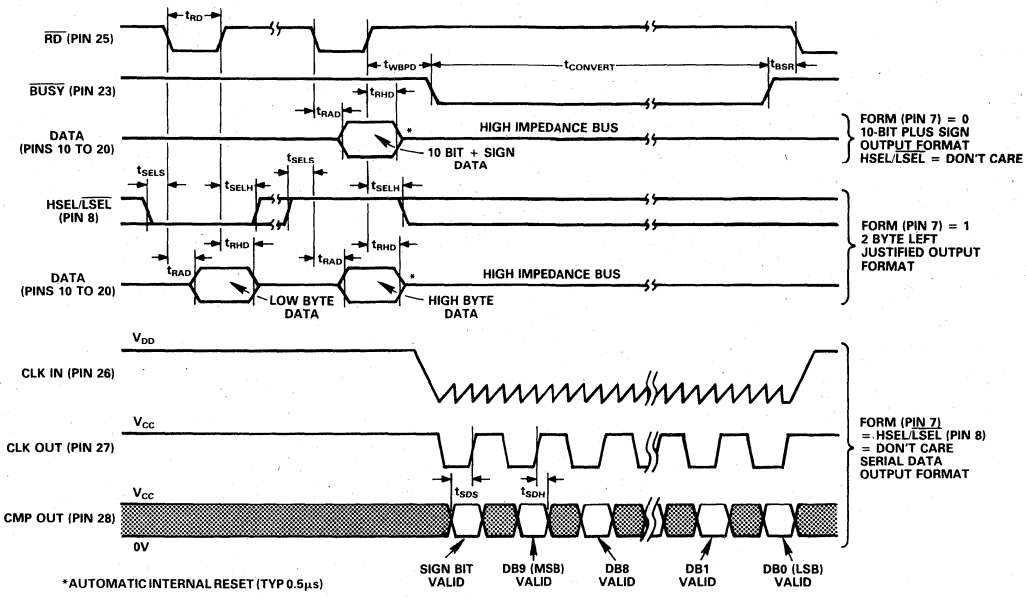 RD (PIN 25)
tRD
tWBPD
tCONVERT
tBSR
BUSY (PIN 23)
tRHD
tRAD
DATA
(PINS 10 TO 20)
*
HIGH IMPEDANCE BUS
10 BIT + SIGN
DATA
FORM (PIN 7) = 0
10-BIT PLUS SIGN
OUTPUT FORMAT
HSEL/LSEL = DON'T CARE
tSELS
tSELH
tSELS
tSELH
HSEL/LSEL
(PIN 8)
tRHD
tRHD
tRAD
tRAD
FORM (PIN 7) = 1
2 BYTE LEFT
JUSTIFIED OUTPUT
FORMAT
DATA
(PINS 10 TO 20)
*
HIGH IMPEDANCE BUS
LOW BYTE
DATA
HIGH BYTE
DATA
VDD
CLK IN (PIN 26)
VCC
CLK OUT (PIN 27)
FORM (PIN 7)
= HSEL/LSEL (PIN 8)
= DON'T CARE
SERIAL DATA
OUTPUT FORMAT
tSDS
tSDH
VCC
CMP OUT (PIN 28)
0V
SIGN BIT
VALID
DB9 (MSB)
VALID
DB8
VALID
DB1
VALID
DB0 (LSB)
VALID
*AUTOMATIC INTERNAL RESET (TYP 0.5μs)